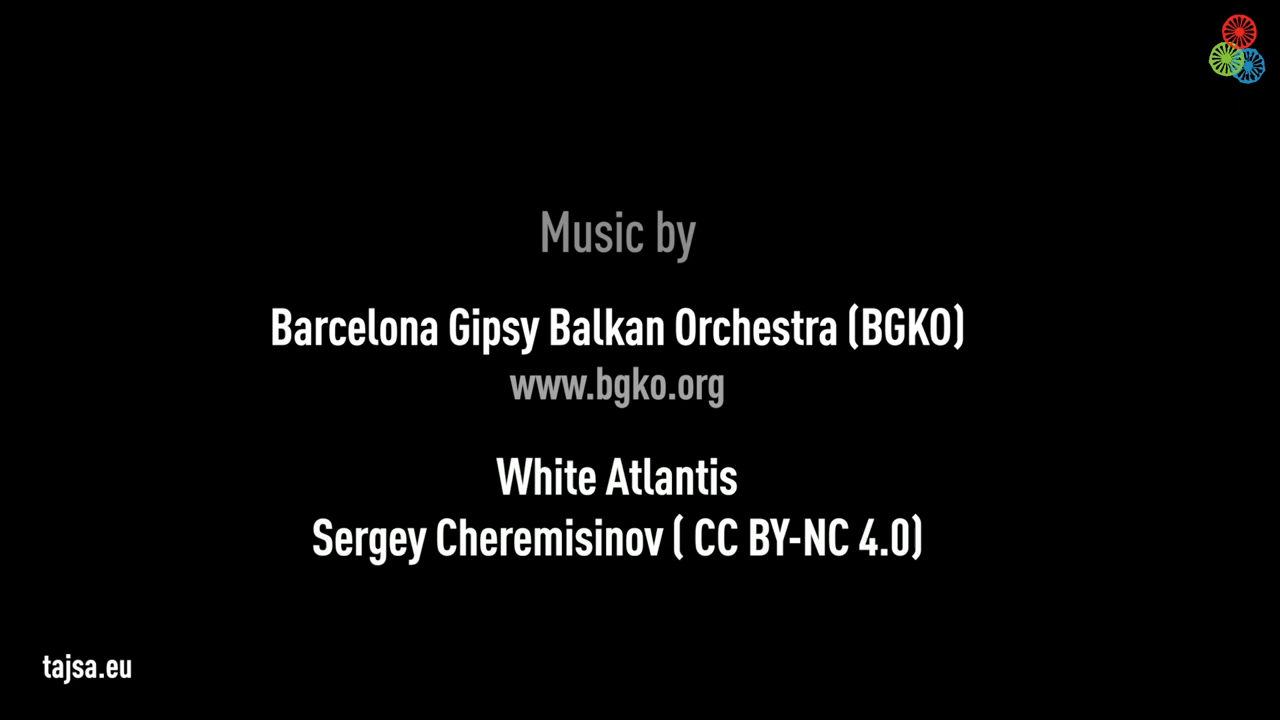 Music by
Barcelona Gipsy Balkan Orchestra (BGKO)
www.bgko.org
White Atlantis
Sergey Cheremisinov ( CC BY-NC 4.0)
tajsa.eu